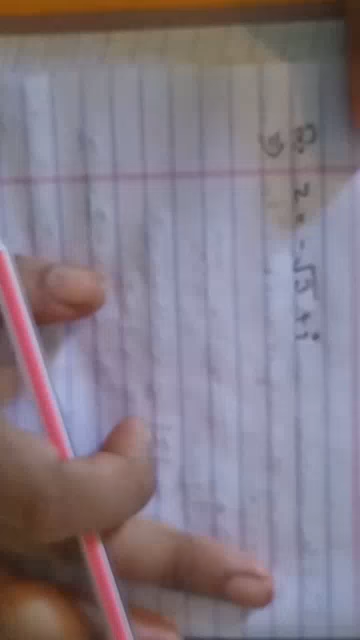 Q. z = -√3 + i